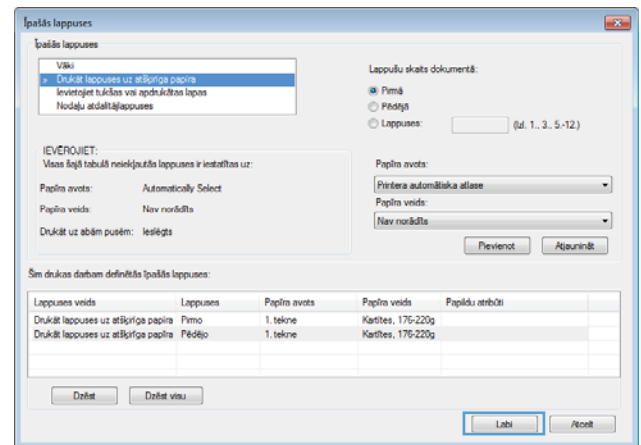 Īpašās lappuses
Īpašās lappuses
Vāki
» Drukāt lappuses uz atšķirīga papīra
Ievietojiet tukšas vai apdrukātas lapas
Nodaļu atdalītājlappuses
Lappušu skaits dokumentā:
Pirmā
Pēdējā
Lappuses:
(Izl. 1., 3., 5.-12.)
IEVĒROJIET:
Visas šajā tabulā neiekļautās lappuses ir iestatītas uz:
Papīra avots: Automatically Select
Papīra veids: Nav norādīts
Drukāt uz abām pusēm: Ieslēgts
Papīra avots:
Printera automātiska atlase
Papīra veids:
Nav norādīts
Pievienot Atjaunināt
Šim drukas darbam definētās īpašās lappuses:
Lappuses veids Lappuses Papīra avots Papīra veids Papildu atribūti
Drukāt lappuses uz atšķirīga papīra Pirmo 1. tekne Kartītes, 176-220g
Drukāt lappuses uz atšķirīga papīra Pēdējo 1. tekne Kartītes, 176-220g
Dzēst Dzēst visu
Labi Atcelt